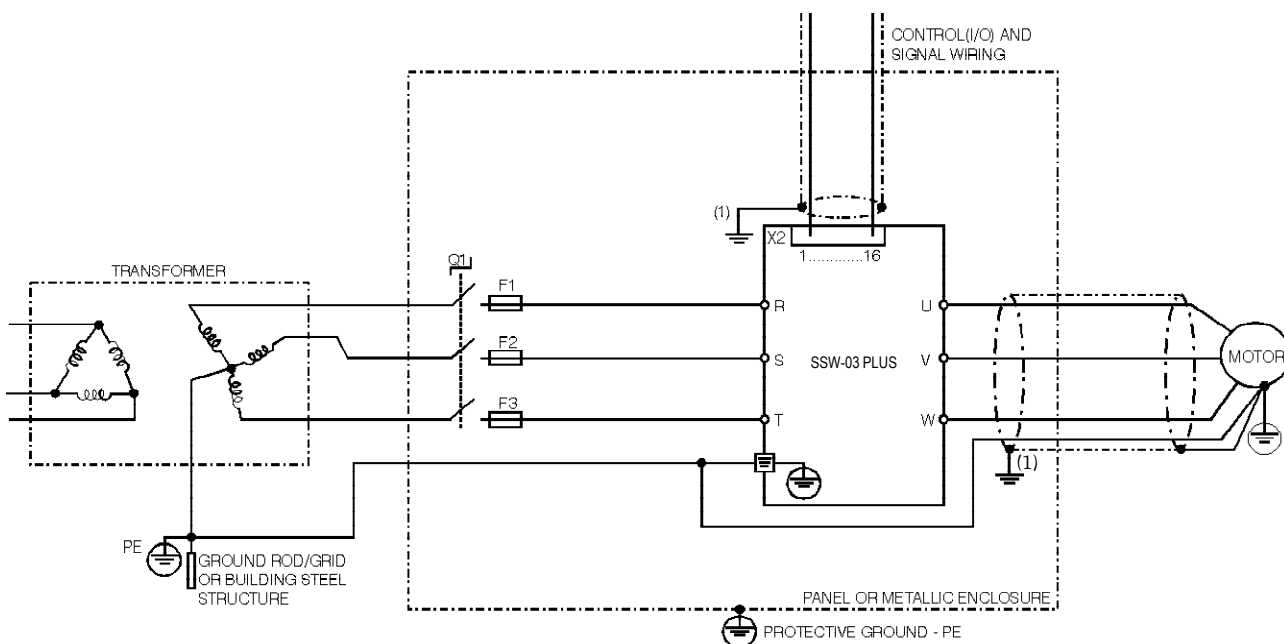 CONTROL(I/O) AND
SIGNAL WIRING
(1)
X2
1.............16
TRANSFORMER
Q1
F1
R
U
F2
S
SSW-03 PLUS
V
MOTOR
F3
T
W
(1)
PE
GROUND ROD/GRID
OR BUILDING STEEL
STRUCTURE
PANEL OR METALLIC ENCLOSURE
PROTECTIVE GROUND - PE